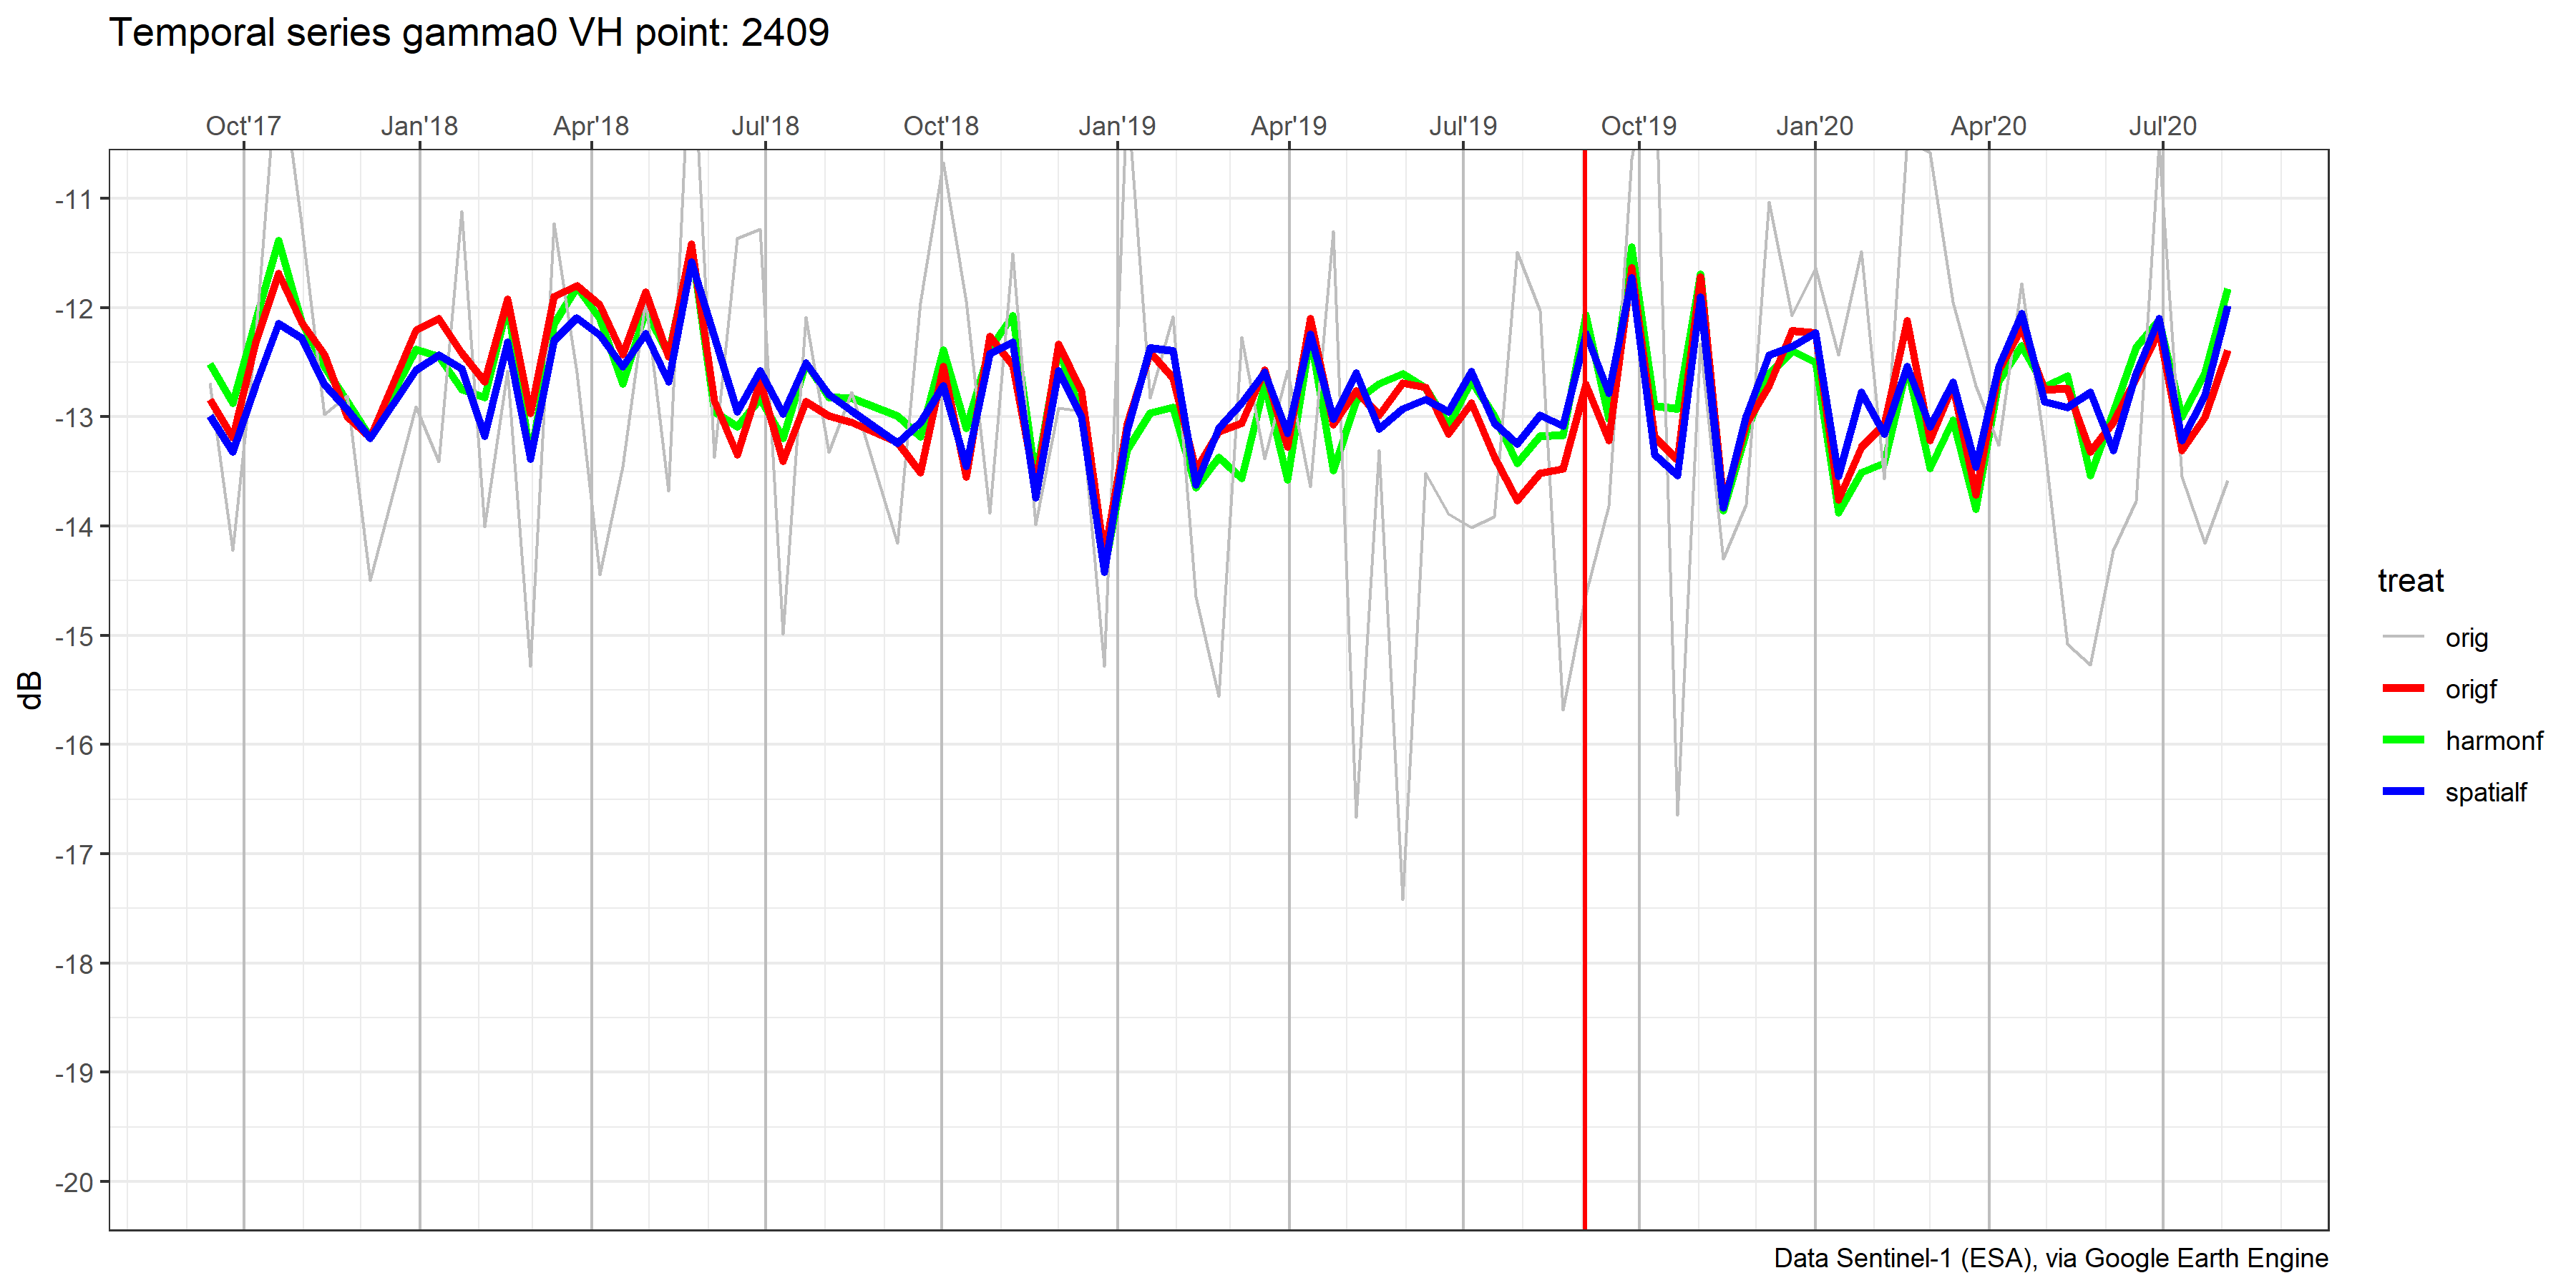 Temporal series gamma0 VH point: 2409
Oct'17 Jan'18 Apr'18 Jul'18 Oct'18 Jan'19 Apr'19 Jul'19 Oct'19 Jan'20 Apr'20 Jul'20
-11
-12
-13
-14
-15
-16
-17
-18
-19
-20
dB
treat
orig
origf
harmonf
spatialf
Data Sentinel-1 (ESA), via Google Earth Engine